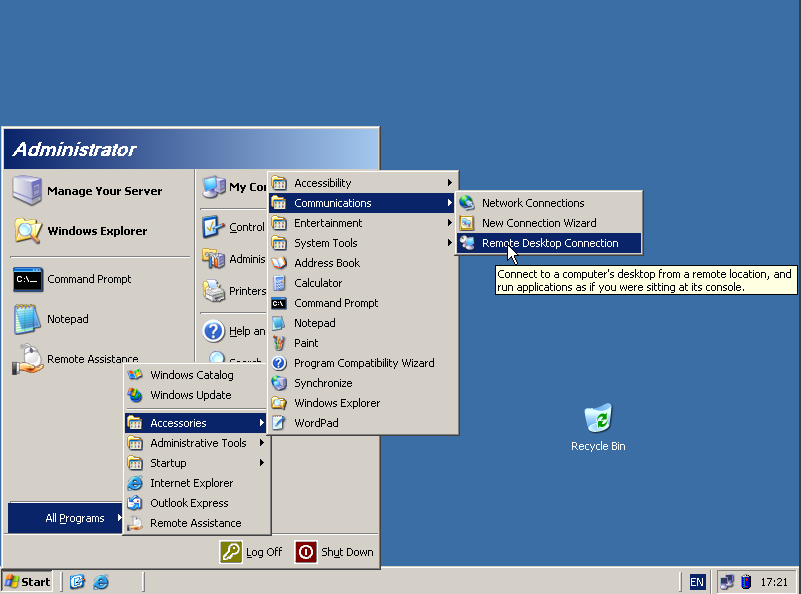 Administrator
Manage Your Server
Windows Explorer
Command Prompt
Notepad
Remote Assistance
All Programs
My Co
Control
Adminis
Printers
Help an
Search
Windows Catalog
Windows Update
Accessories
Administrative Tools
Startup
Internet Explorer
Outlook Express
Remote Assistance
Accessibility
Communications
Entertainment
System Tools
Address Book
Calculator
Command Prompt
Notepad
Paint
Program Compatibility Wizard
Synchronize
Windows Explorer
WordPad
Network Connections
New Connection Wizard
Remote Desktop Connection
Connect to a computer's desktop from a remote location, and
run applications as if you were sitting at its console.
Recycle Bin
Log Off
Shut Down
Start
EN
17:21